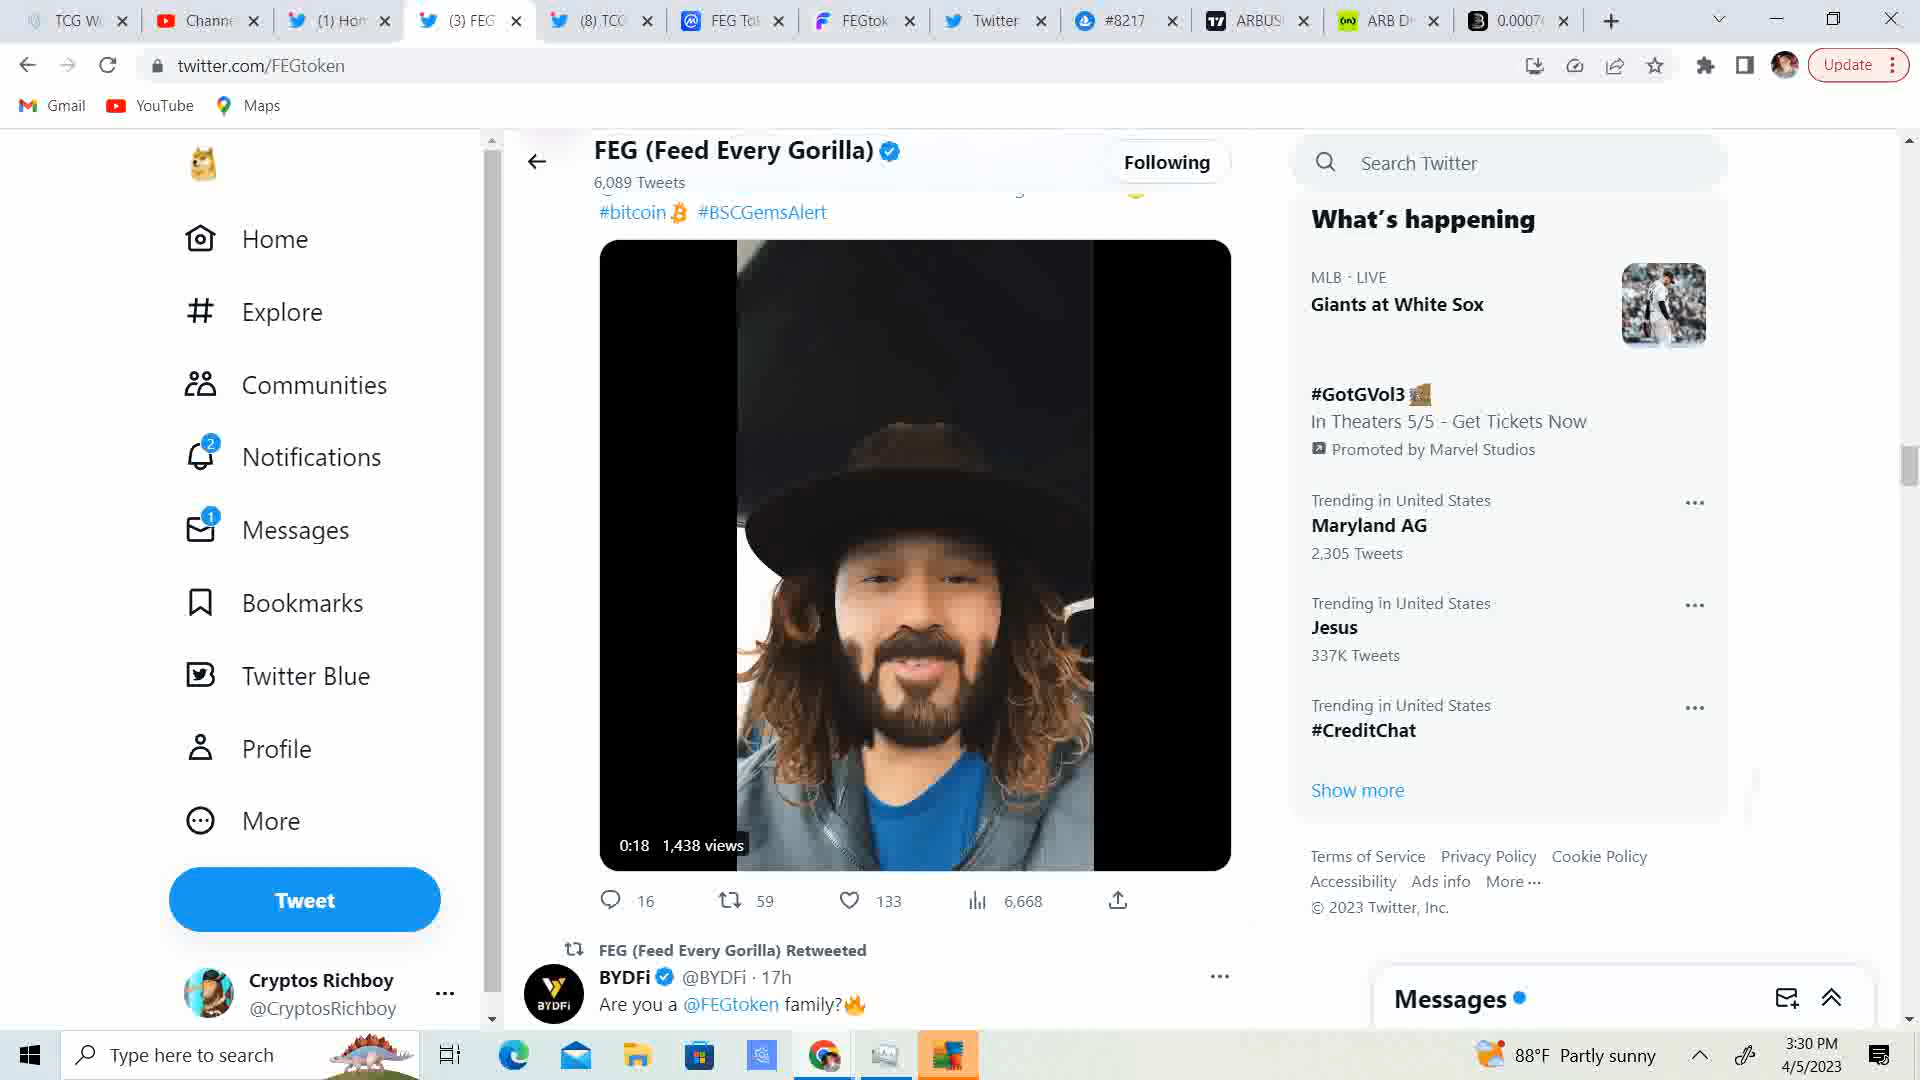 TCG W
Channe
(1) Hom
(3) FEG
(8) TCG
FEG Tok
FEGtok
Twitter
#8217
ARBUS
ARB D
0.0007
twitter.com/FEGtoken
Update
Gmail
YouTube
Maps
Home
Explore
Communities
2
Notifications
1
Messages
Bookmarks
Twitter Blue
Profile
More
Tweet
Cryptos Richboy
@CryptosRichboy
FEG (Feed Every Gorilla)
6,089 Tweets
Following
#bitcoin #BSCGemsAlert
0:18 1,438 views
16 59 133 6,668
FEG (Feed Every Gorilla) Retweeted
BYDFi @BYDFi · 17h
BYDFi
Are you a @FEGtoken family?🔥
Search Twitter
What's happening
MLB · LIVE
Giants at White Sox
#GotGVol3
In Theaters 5/5 - Get Tickets Now
Promoted by Marvel Studios
Trending in United States
Maryland AG
2,305 Tweets
Trending in United States
Jesus
337K Tweets
Trending in United States
#CreditChat
Show more
Terms of Service Privacy Policy Cookie Policy
Accessibility Ads info More ···
© 2023 Twitter, Inc.
Messages
Type here to search
88°F Partly sunny
3:30 PM
4/5/2023